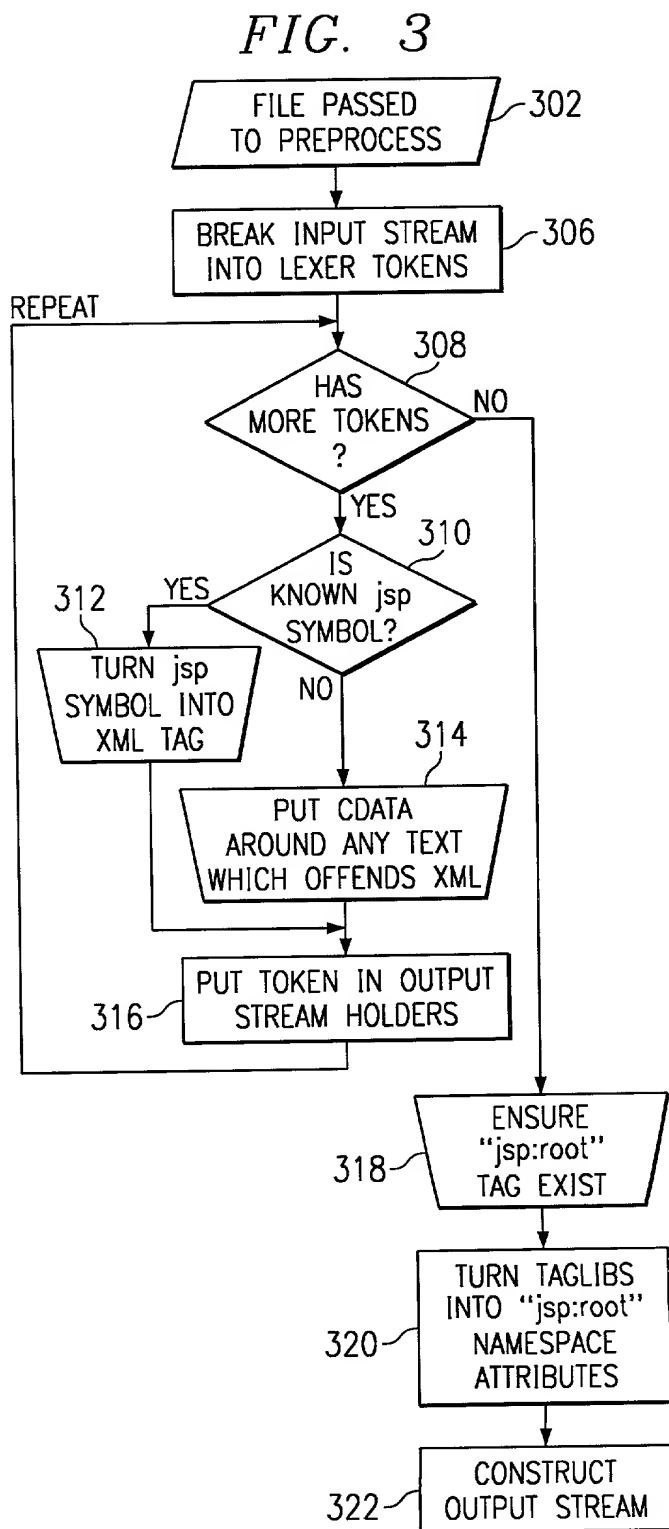 FIG. 3
FILE PASSED
TO PREPROCESS
302
BREAK INPUT STREAM
INTO LEXER TOKENS
306
REPEAT
308
HAS
MORE TOKENS
?
NO
YES
310
IS
KNOWN jsp
SYMBOL?
YES
312
NO
TURN jsp
SYMBOL INTO
XML TAG
314
PUT CDATA
AROUND ANY TEXT
WHICH OFFENDS XML
PUT TOKEN IN OUTPUT
STREAM HOLDERS
316
ENSURE
“jsp:root”
TAG EXIST
318
TURN TAGLIBS
INTO “jsp:root”
NAMESPACE
ATTRIBUTES
320
CONSTRUCT
OUTPUT STREAM
322